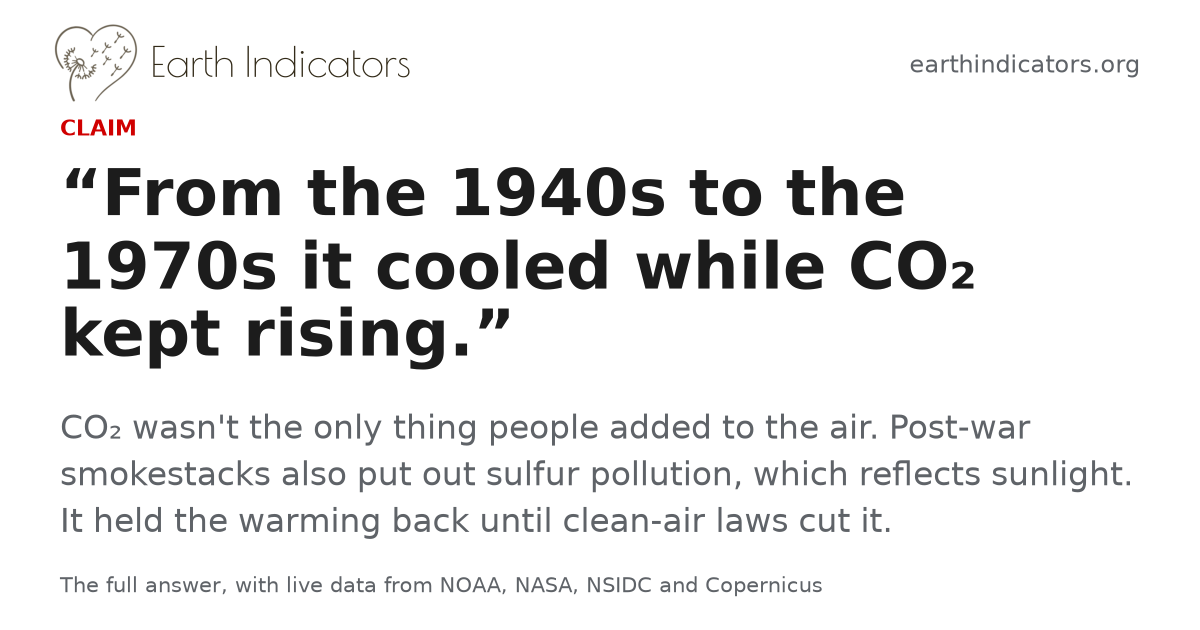 Earth Indicators
earthindicators.org
CLAIM
“From the 1940s to the
1970s it cooled while CO₂
kept rising.”
CO₂ wasn't the only thing people added to the air. Post-war
smokestacks also put out sulfur pollution, which reflects sunlight.
It held the warming back until clean-air laws cut it.
The full answer, with live data from NOAA, NASA, NSIDC and Copernicus